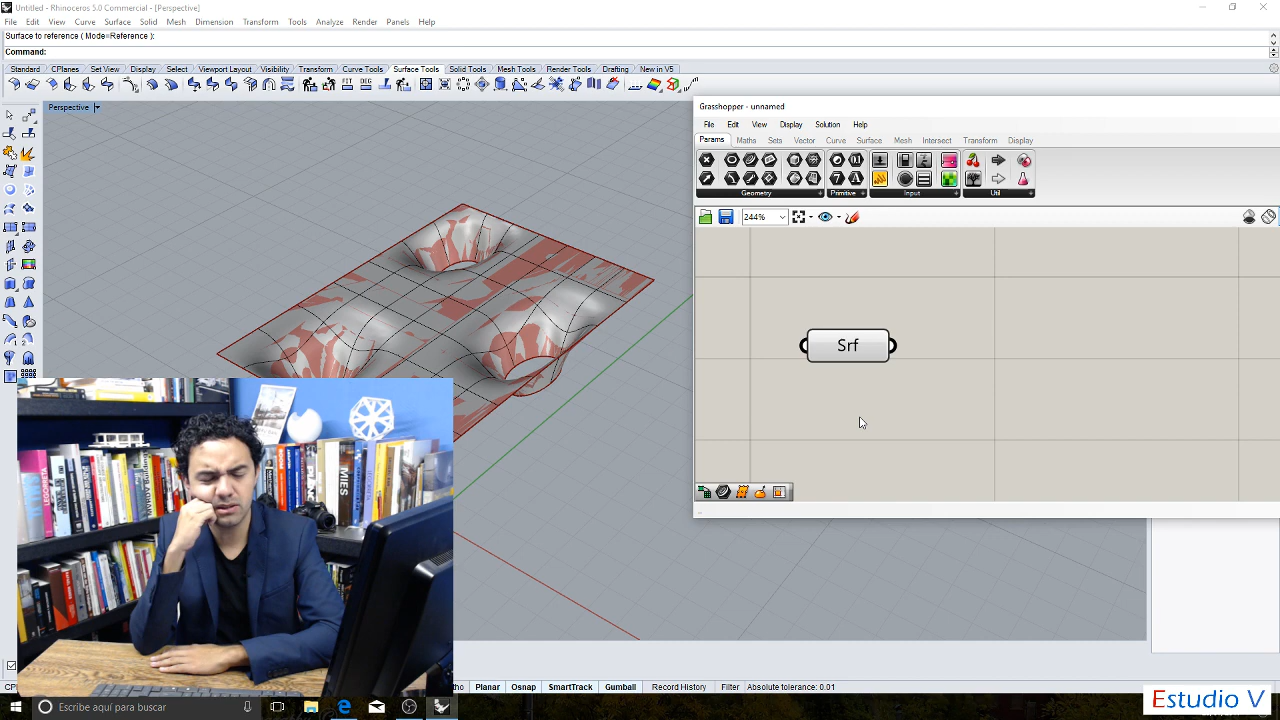 Untitled - Rhinoceros 5.0 Commercial - [Perspective]
File Edit View Curve Surface Solid Mesh Dimension Transform Tools Analyze Render Panels Help
Surface to reference ( Mode=Reference ):
Command:
Standard CPlanes Set View Display Select Viewport Layout Visibility Transform Curve Tools Surface Tools Solid Tools Mesh Tools Render Tools Drafting New in V5
Perspective
Grasshopper - unnamed
File Edit View Display Solution Help
Params Maths Sets Vector Curve Surface Mesh Intersect Transform Display
Geometry Primitive Input Util
244%
Srf
MIES
Planar Osnap SmartTrack Gumball Record History Filter Absolute tolerance: 0.01
Escribe aquí para buscar
Estudio V